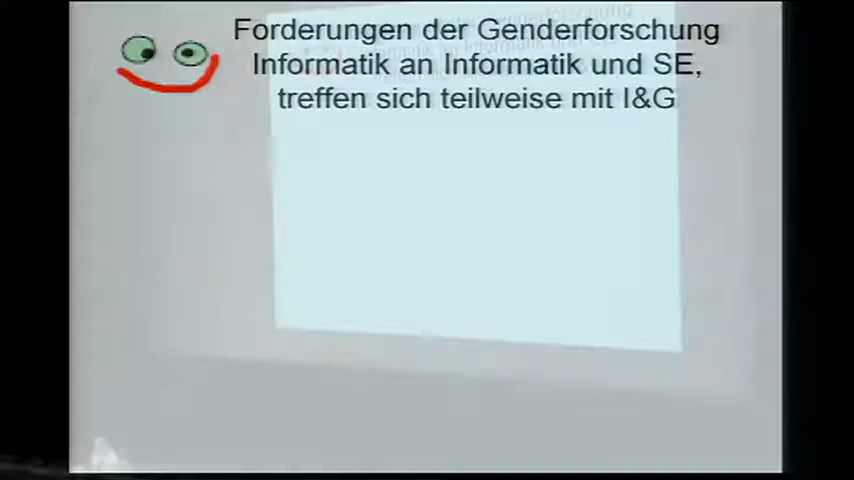 Forderungen der Genderforschung
Informatik an Informatik und SE,
treffen sich teilweise mit I&G